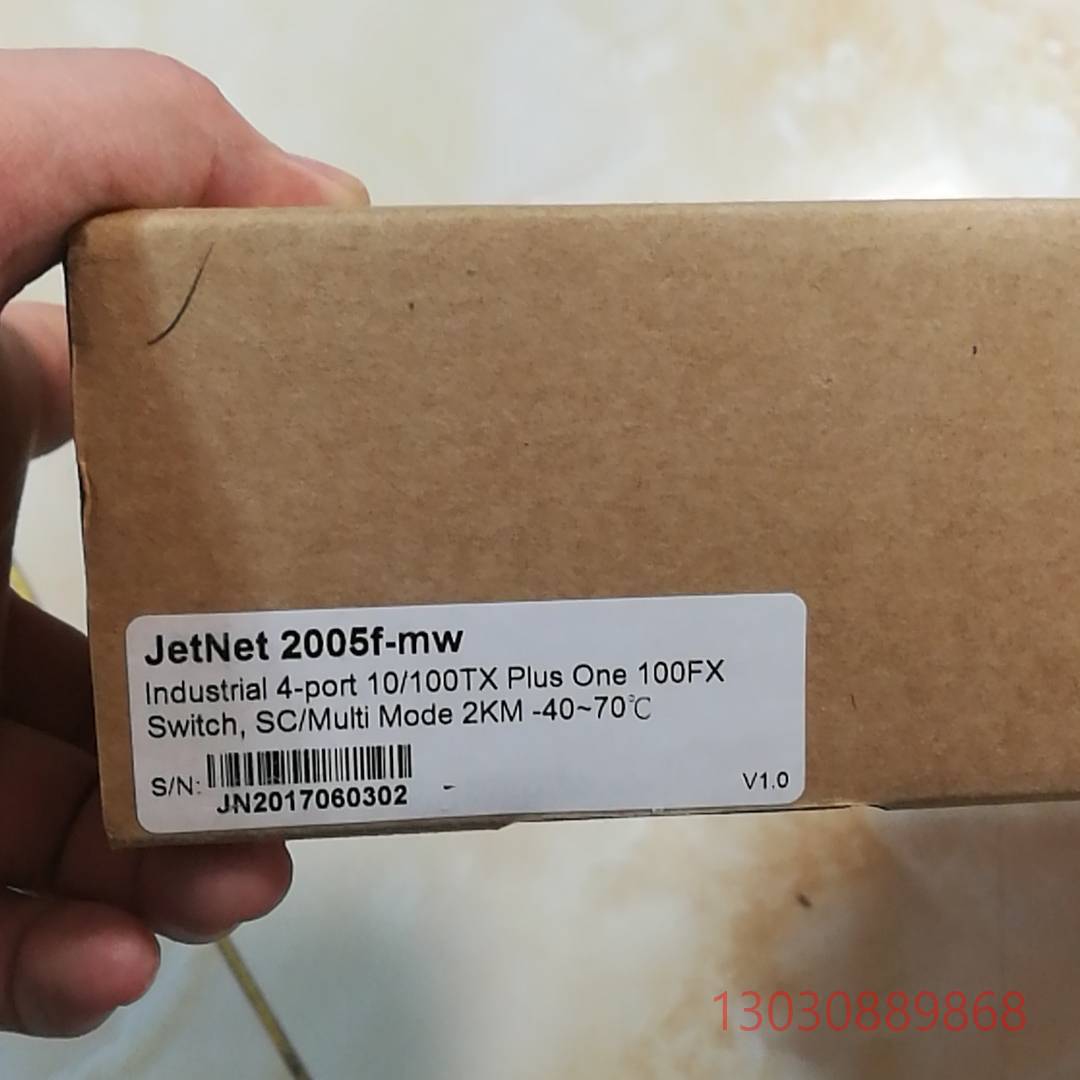 JetNet 2005f-mw
Industrial 4-port 10/100TX Plus One 100FX
Switch, SC/Multi Mode 2KM -40~70℃
S/N:
JN2017060302
V1.0
13030889868